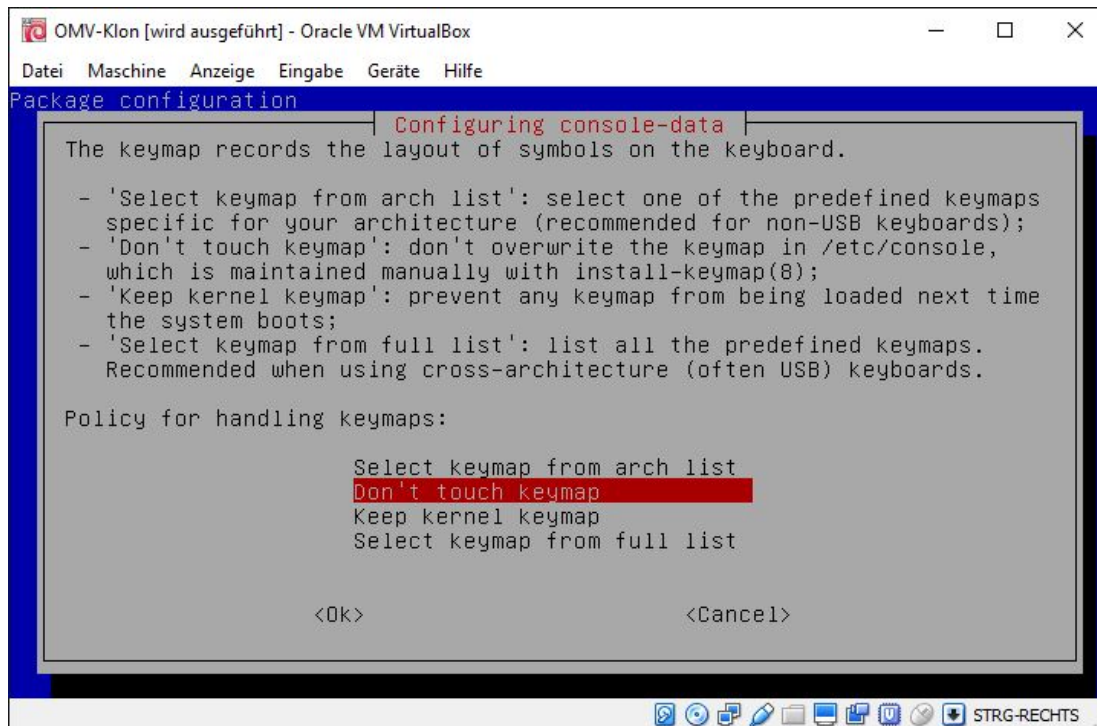 OMV-Klon [wird ausgeführt] - Oracle VM VirtualBox
Datei Maschine Anzeige Eingabe Geräte Hilfe
Package configuration
Configuring console-data
The keymap records the layout of symbols on the keyboard.
- 'Select keymap from arch list': select one of the predefined keymaps
specific for your architecture (recommended for non-USB keyboards);
- 'Don't touch keymap': don't overwrite the keymap in /etc/console,
which is maintained manually with install-keymap(8);
- 'Keep kernel keymap': prevent any keymap from being loaded next time
the system boots;
- 'Select keymap from full list': list all the predefined keymaps.
Recommended when using cross-architecture (often USB) keyboards.
Policy for handling keymaps:
Select keymap from arch list
Don't touch keymap
Keep kernel keymap
Select keymap from full list
<Ok> <Cancel>
STRG-RECHTS